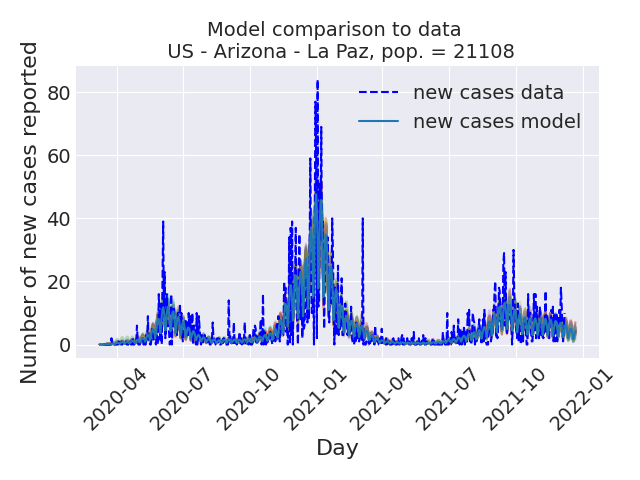 Model comparison to data
US - Arizona - La Paz, pop. = 21108
Number of new cases reported
80
60
40
20
0
new cases data
new cases model
2020-04
2020-07
2020-10
2021-01
2021-04
2021-07
2021-10
2022-01
Day